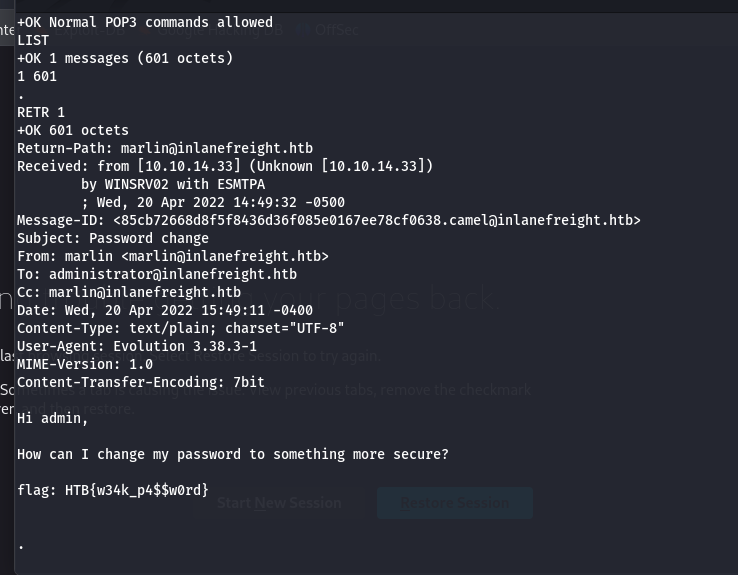 +OK Normal POP3 commands allowed
LIST
+OK 1 messages (601 octets)
1 601
.
RETR 1
+OK 601 octets
Return-Path: marlin@inlanefreight.htb
Received: from [10.10.14.33] (Unknown [10.10.14.33])
by WINSRV02 with ESMTPA
; Wed, 20 Apr 2022 14:49:32 -0500
Message-ID: <85cb72668d8f5f8436d36f085e0167ee78cf0638.camel@inlanefreight.htb>
Subject: Password change
From: marlin <marlin@inlanefreight.htb>
To: administrator@inlanefreight.htb
Cc: marlin@inlanefreight.htb
Date: Wed, 20 Apr 2022 15:49:11 -0400
Content-Type: text/plain; charset="UTF-8"
User-Agent: Evolution 3.38.3-1
MIME-Version: 1.0
Content-Transfer-Encoding: 7bit
Hi admin,
How can I change my password to something more secure?
flag: HTB{w34k_p4$$w0rd}
Start New Session Restore Session
.